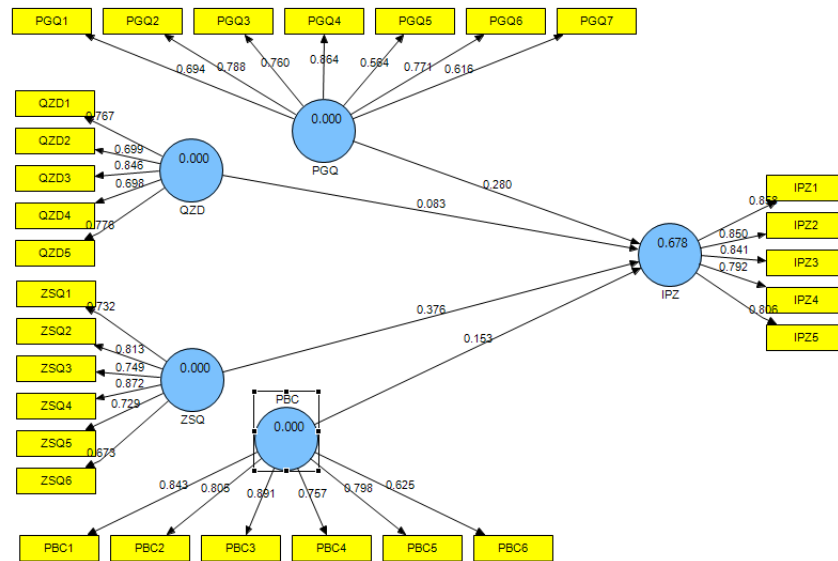 PGQ1 PGQ2 PGQ3 PGQ4 PGQ5 PGQ6 PGQ7
0.694 0.788 0.760 0.864 0.564 0.771 0.616
0.000
PGQ
QZD1
QZD2
QZD3
QZD4
QZD5
0.767
0.699
0.846
0.698
0.776
0.000
QZD
0.280
0.083
ZSQ1
ZSQ2
ZSQ3
ZSQ4
ZSQ5
ZSQ6
0.732
0.813
0.749
0.872
0.729
0.673
0.000
ZSQ
0.376
0.153
PBC
0.000
0.843 0.805 0.891 0.757 0.798 0.625
PBC1 PBC2 PBC3 PBC4 PBC5 PBC6
0.678
IPZ
0.850
0.841
0.792
0.806
IPZ1
IPZ2
IPZ3
IPZ4
IPZ5